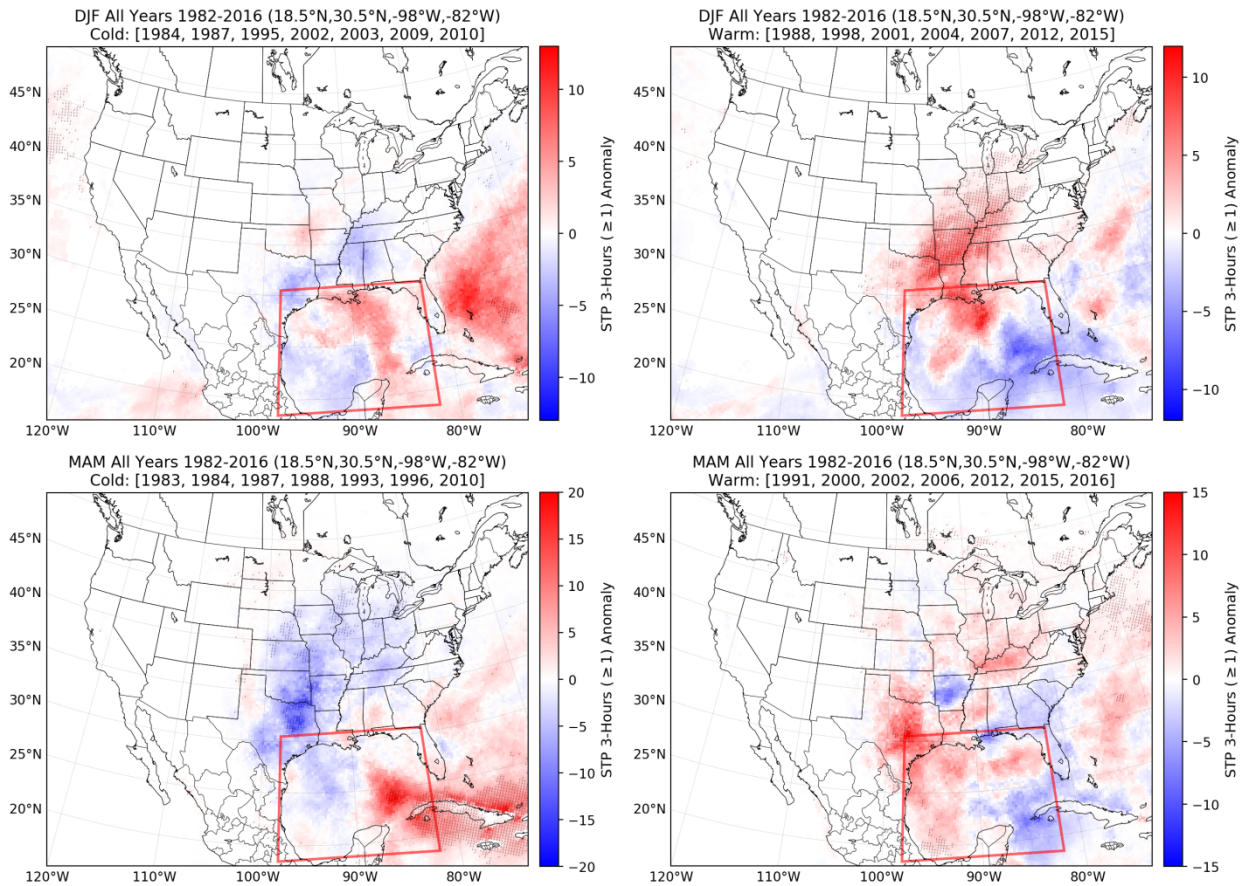 DJF All Years 1982-2016 (18.5°N,30.5°N,-98°W,-82°W)
Cold: [1984, 1987, 1995, 2002, 2003, 2009, 2010]
45°N
40°N
35°N
30°N
25°N
20°N
120°W
110°W
100°W
90°W
80°W
10
5
0
−5
−10
STP 3-Hours (≥ 1) Anomaly
DJF All Years 1982-2016 (18.5°N,30.5°N,-98°W,-82°W)
Warm: [1988, 1998, 2001, 2004, 2007, 2012, 2015]
45°N
40°N
35°N
30°N
25°N
20°N
120°W
110°W
100°W
90°W
80°W
10
5
0
−5
−10
STP 3-Hours (≥ 1) Anomaly
MAM All Years 1982-2016 (18.5°N,30.5°N,-98°W,-82°W)
Cold: [1983, 1984, 1987, 1988, 1993, 1996, 2010]
45°N
40°N
35°N
30°N
25°N
20°N
120°W
110°W
100°W
90°W
80°W
20
15
10
5
0
−5
−10
−15
−20
STP 3-Hours (≥ 1) Anomaly
MAM All Years 1982-2016 (18.5°N,30.5°N,-98°W,-82°W)
Warm: [1991, 2000, 2002, 2006, 2012, 2015, 2016]
45°N
40°N
35°N
30°N
25°N
20°N
120°W
110°W
100°W
90°W
80°W
15
10
5
0
−5
−10
−15
STP 3-Hours (≥ 1) Anomaly